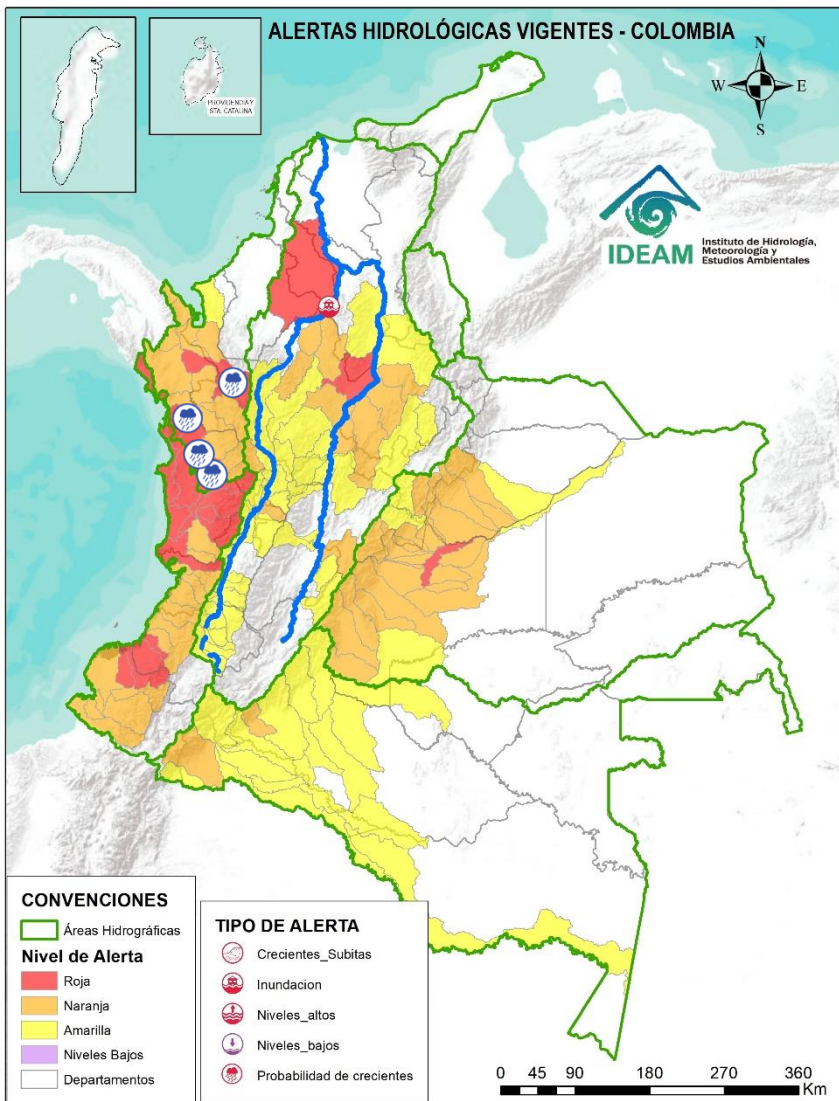 ALERTAS HIDROLÓGICAS VIGENTES - COLOMBIA
PROVIDENCIA Y
STA. CATALINA
N
W
E
S
IDEAM
Instituto de Hidrología,
Meteorología y
Estudios Ambientales
CONVENCIONES
Áreas Hidrográficas
Nivel de Alerta
Roja
Naranja
Amarilla
Niveles Bajos
Departamentos
TIPO DE ALERTA
Crecientes_Subitas
Inundacion
Niveles_altos
Niveles_bajos
Probabilidad de crecientes
0 45 90 180 270 360
Km